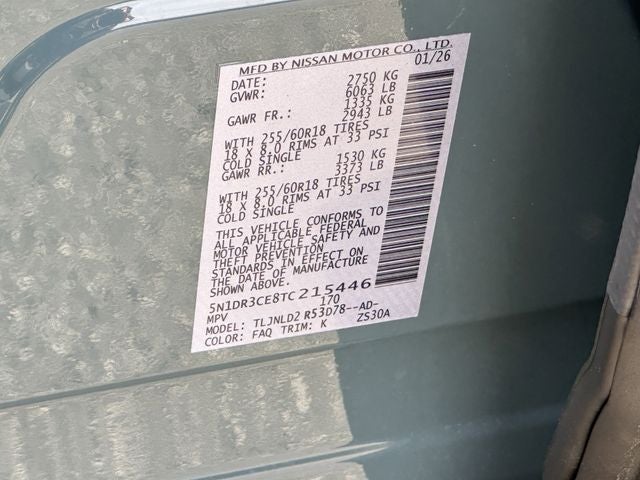 MFD BY NISSAN MOTOR CO., LTD.
DATE: 01/26
GVWR: 2750 KG
6063 LB
GAWR FR.: 1335 KG
2943 LB
WITH 255/60R18 TIRES
18 X 8.0 RIMS AT 33 PSI
COLD SINGLE
GAWR RR.: 1530 KG
3373 LB
WITH 255/60R18 TIRES
18 X 8.0 RIMS AT 33 PSI
COLD SINGLE
THIS VEHICLE CONFORMS TO
ALL APPLICABLE FEDERAL
MOTOR VEHICLE SAFETY AND
THEFT PREVENTION
STANDARDS IN EFFECT ON
THE DATE OF MANUFACTURE
SHOWN ABOVE.
5N1DR3CE8TC215446
MPV 170
MODEL: TLJNLD2 R53D78--AD-
COLOR: FAQ TRIM: K ZS30A